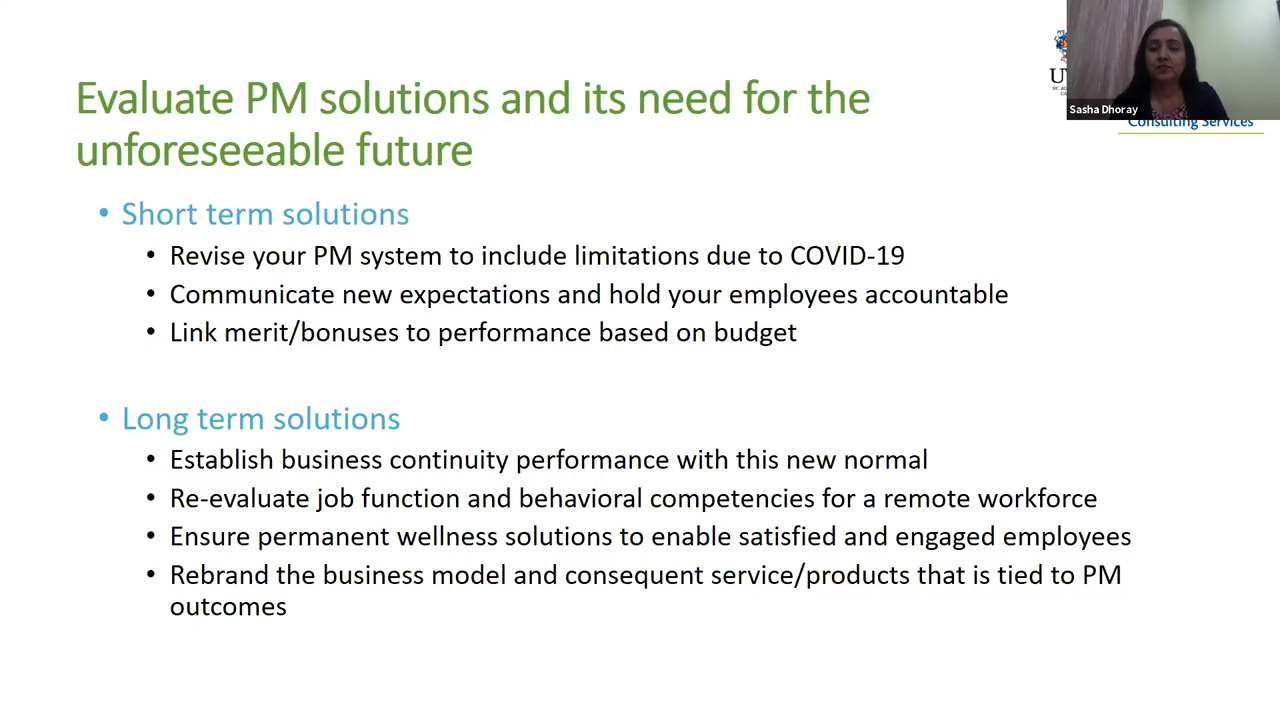 Evaluate PM solutions and its need for the
unforeseeable future
Sasha Dhoray
Consulting Services
• Short term solutions
• Revise your PM system to include limitations due to COVID-19
• Communicate new expectations and hold your employees accountable
• Link merit/bonuses to performance based on budget
• Long term solutions
• Establish business continuity performance with this new normal
• Re-evaluate job function and behavioral competencies for a remote workforce
• Ensure permanent wellness solutions to enable satisfied and engaged employees
• Rebrand the business model and consequent service/products that is tied to PM
outcomes